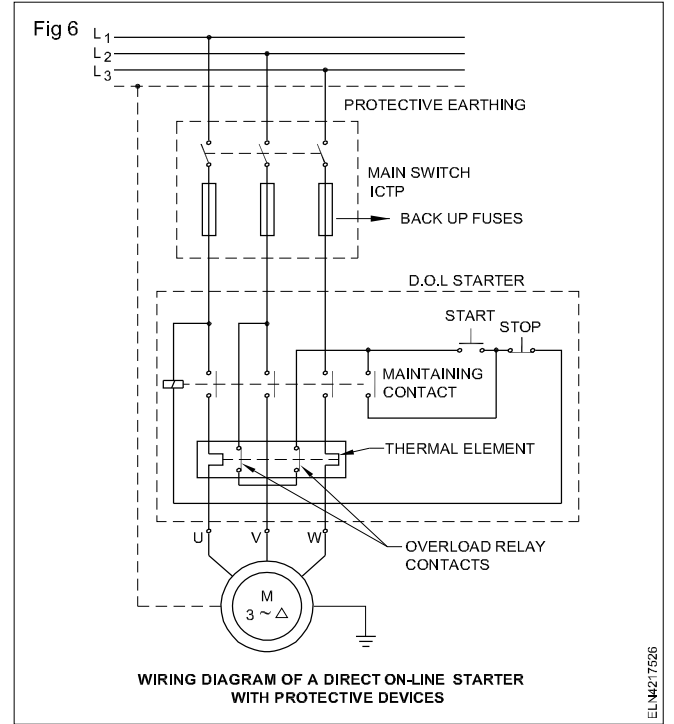 Fig 6
L1
L2
L3
PROTECTIVE EARTHING
MAIN SWITCH
ICTP
BACK UP FUSES
D.O.L STARTER
START
STOP
MAINTAINING
CONTACT
THERMAL ELEMENT
U
V
W
OVERLOAD RELAY
CONTACTS
M
3 ~ △
WIRING DIAGRAM OF A DIRECT ON-LINE STARTER
WITH PROTECTIVE DEVICES
ELN4217526